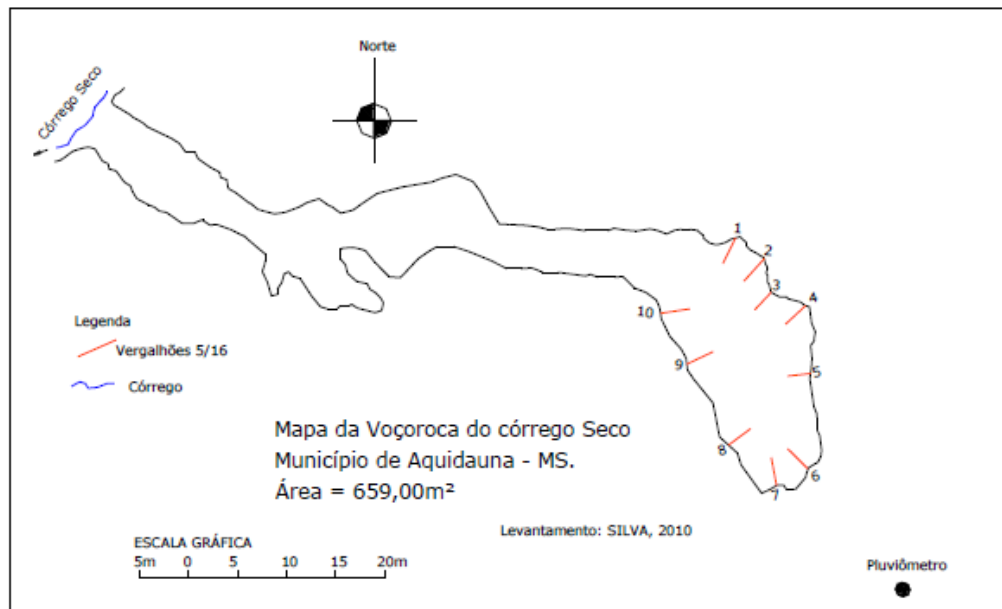 Norte
Córrego Seco
1
2
3
4
5
6
7
8
9
10
Legenda
Vergalhões 5/16
Córrego
Mapa da Voçoroca do córrego Seco
Município de Aquidauna - MS.
Área = 659,00m²
Levantamento: SILVA, 2010
ESCALA GRÁFICA
5m 0 5 10 15 20m
Pluviômetro